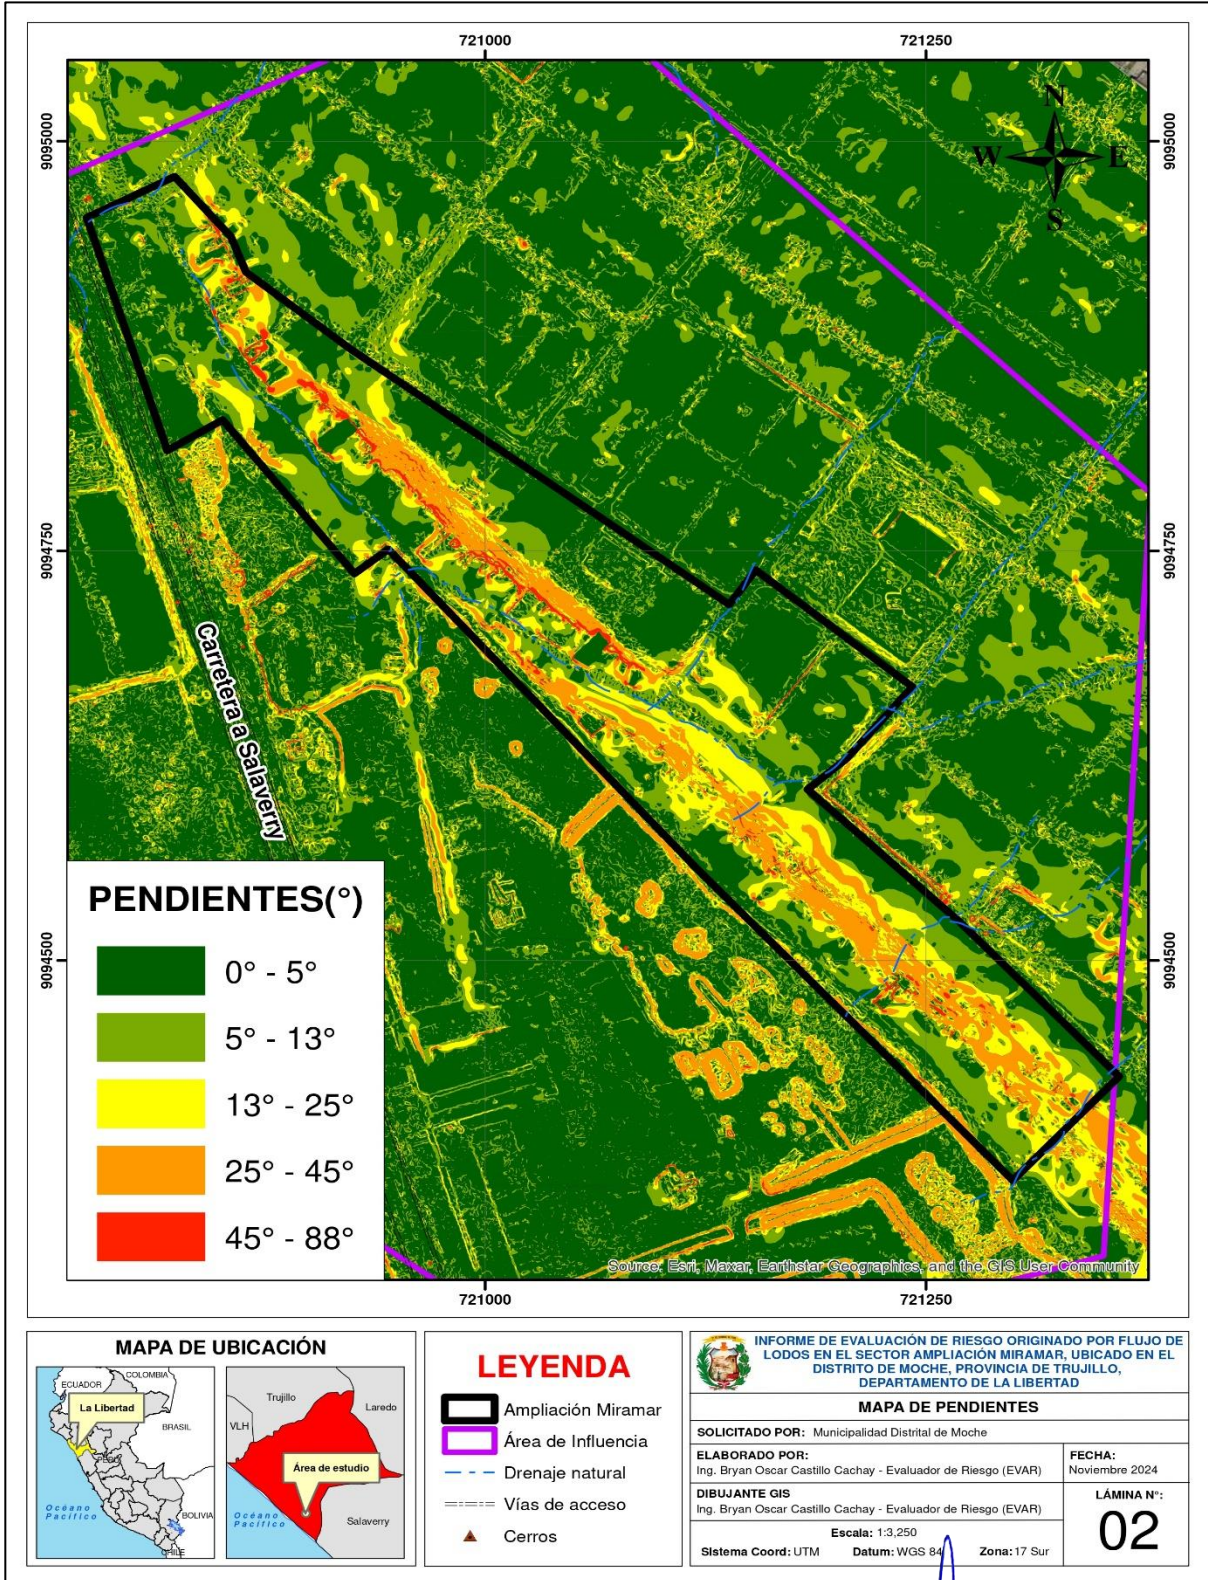 721000
721250
9095000
9095000
N
W
E
S
9094750
9094750
Carretera a Salaverry
9094500
9094500
PENDIENTES(°)
0° - 5°
5° - 13°
13° - 25°
25° - 45°
45° - 88°
Source: Esri, Maxar, Earthstar Geographics, and the GIS User Community
721000
721250
MAPA DE UBICACIÓN
ECUADOR
COLOMBIA
La Libertad
BRASIL
PERÚ
Océano
Pacífico
BOLIVIA
CHILE
Trujillo
Laredo
VLH
Área de estudio
Océano
Pacífico
Salaverry
LEYENDA
Ampliación Miramar
Área de Influencia
Drenaje natural
Vías de acceso
Cerros
INFORME DE EVALUACIÓN DE RIESGO ORIGINADO POR FLUJO DE
LODOS EN EL SECTOR AMPLIACIÓN MIRAMAR, UBICADO EN EL
DISTRITO DE MOCHE, PROVINCIA DE TRUJILLO,
DEPARTAMENTO DE LA LIBERTAD
MAPA DE PENDIENTES
SOLICITADO POR: Municipalidad Distrital de Moche
ELABORADO POR:
Ing. Bryan Oscar Castillo Cachay - Evaluador de Riesgo (EVAR)
FECHA:
Noviembre 2024
DIBUJANTE GIS
Ing. Bryan Oscar Castillo Cachay - Evaluador de Riesgo (EVAR)
LÁMINA N°:
02
Escala: 1:3,250
Sistema Coord: UTM Datum: WGS 84 Zona: 17 Sur